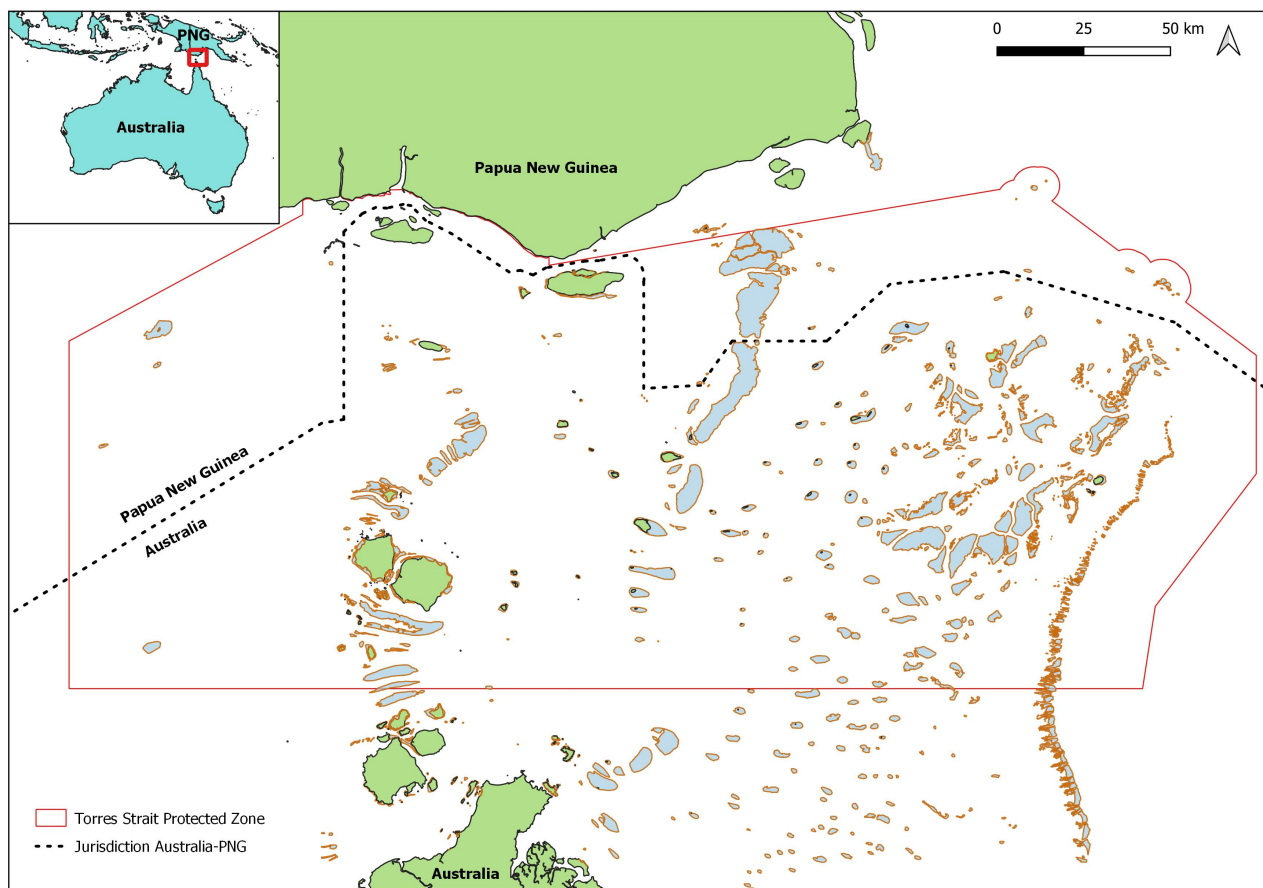 PNG
Australia
0 25 50 km
Papua New Guinea
Papua New Guinea
Australia
Torres Strait Protected Zone
Jurisdiction Australia-PNG
Australia